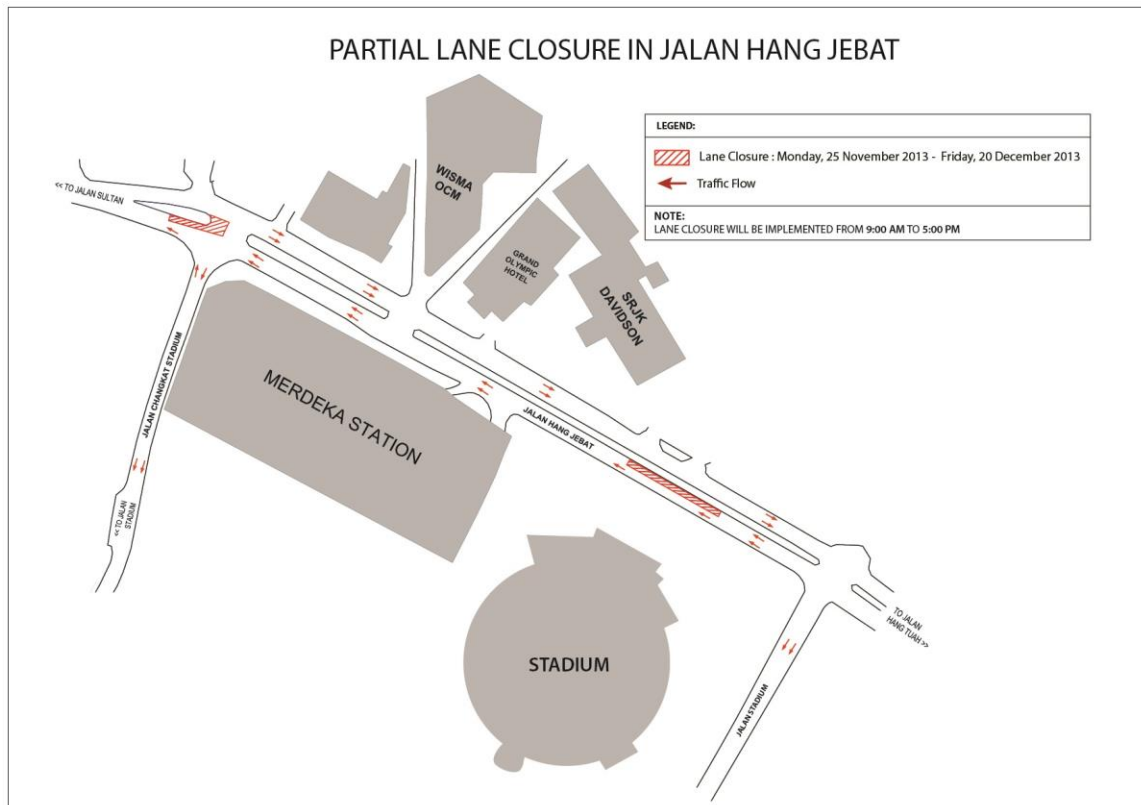 PARTIAL LANE CLOSURE IN JALAN HANG JEBAT
LEGEND:
Lane Closure : Monday, 25 November 2013 - Friday, 20 December 2013
Traffic Flow
NOTE:
LANE CLOSURE WILL BE IMPLEMENTED FROM 9:00 AM TO 5:00 PM
<< TO JALAN SULTAN
WISMA
OCM
GRAND
OLYMPIC
HOTEL
SRJK
DAVIDSON
JALAN CHANGKAT STADIUM
MERDEKA STATION
JALAN HANG JEBAT
<< TO JALAN
STADIUM
STADIUM
TO JALAN
HANG TUAH >>
JALAN STADIUM